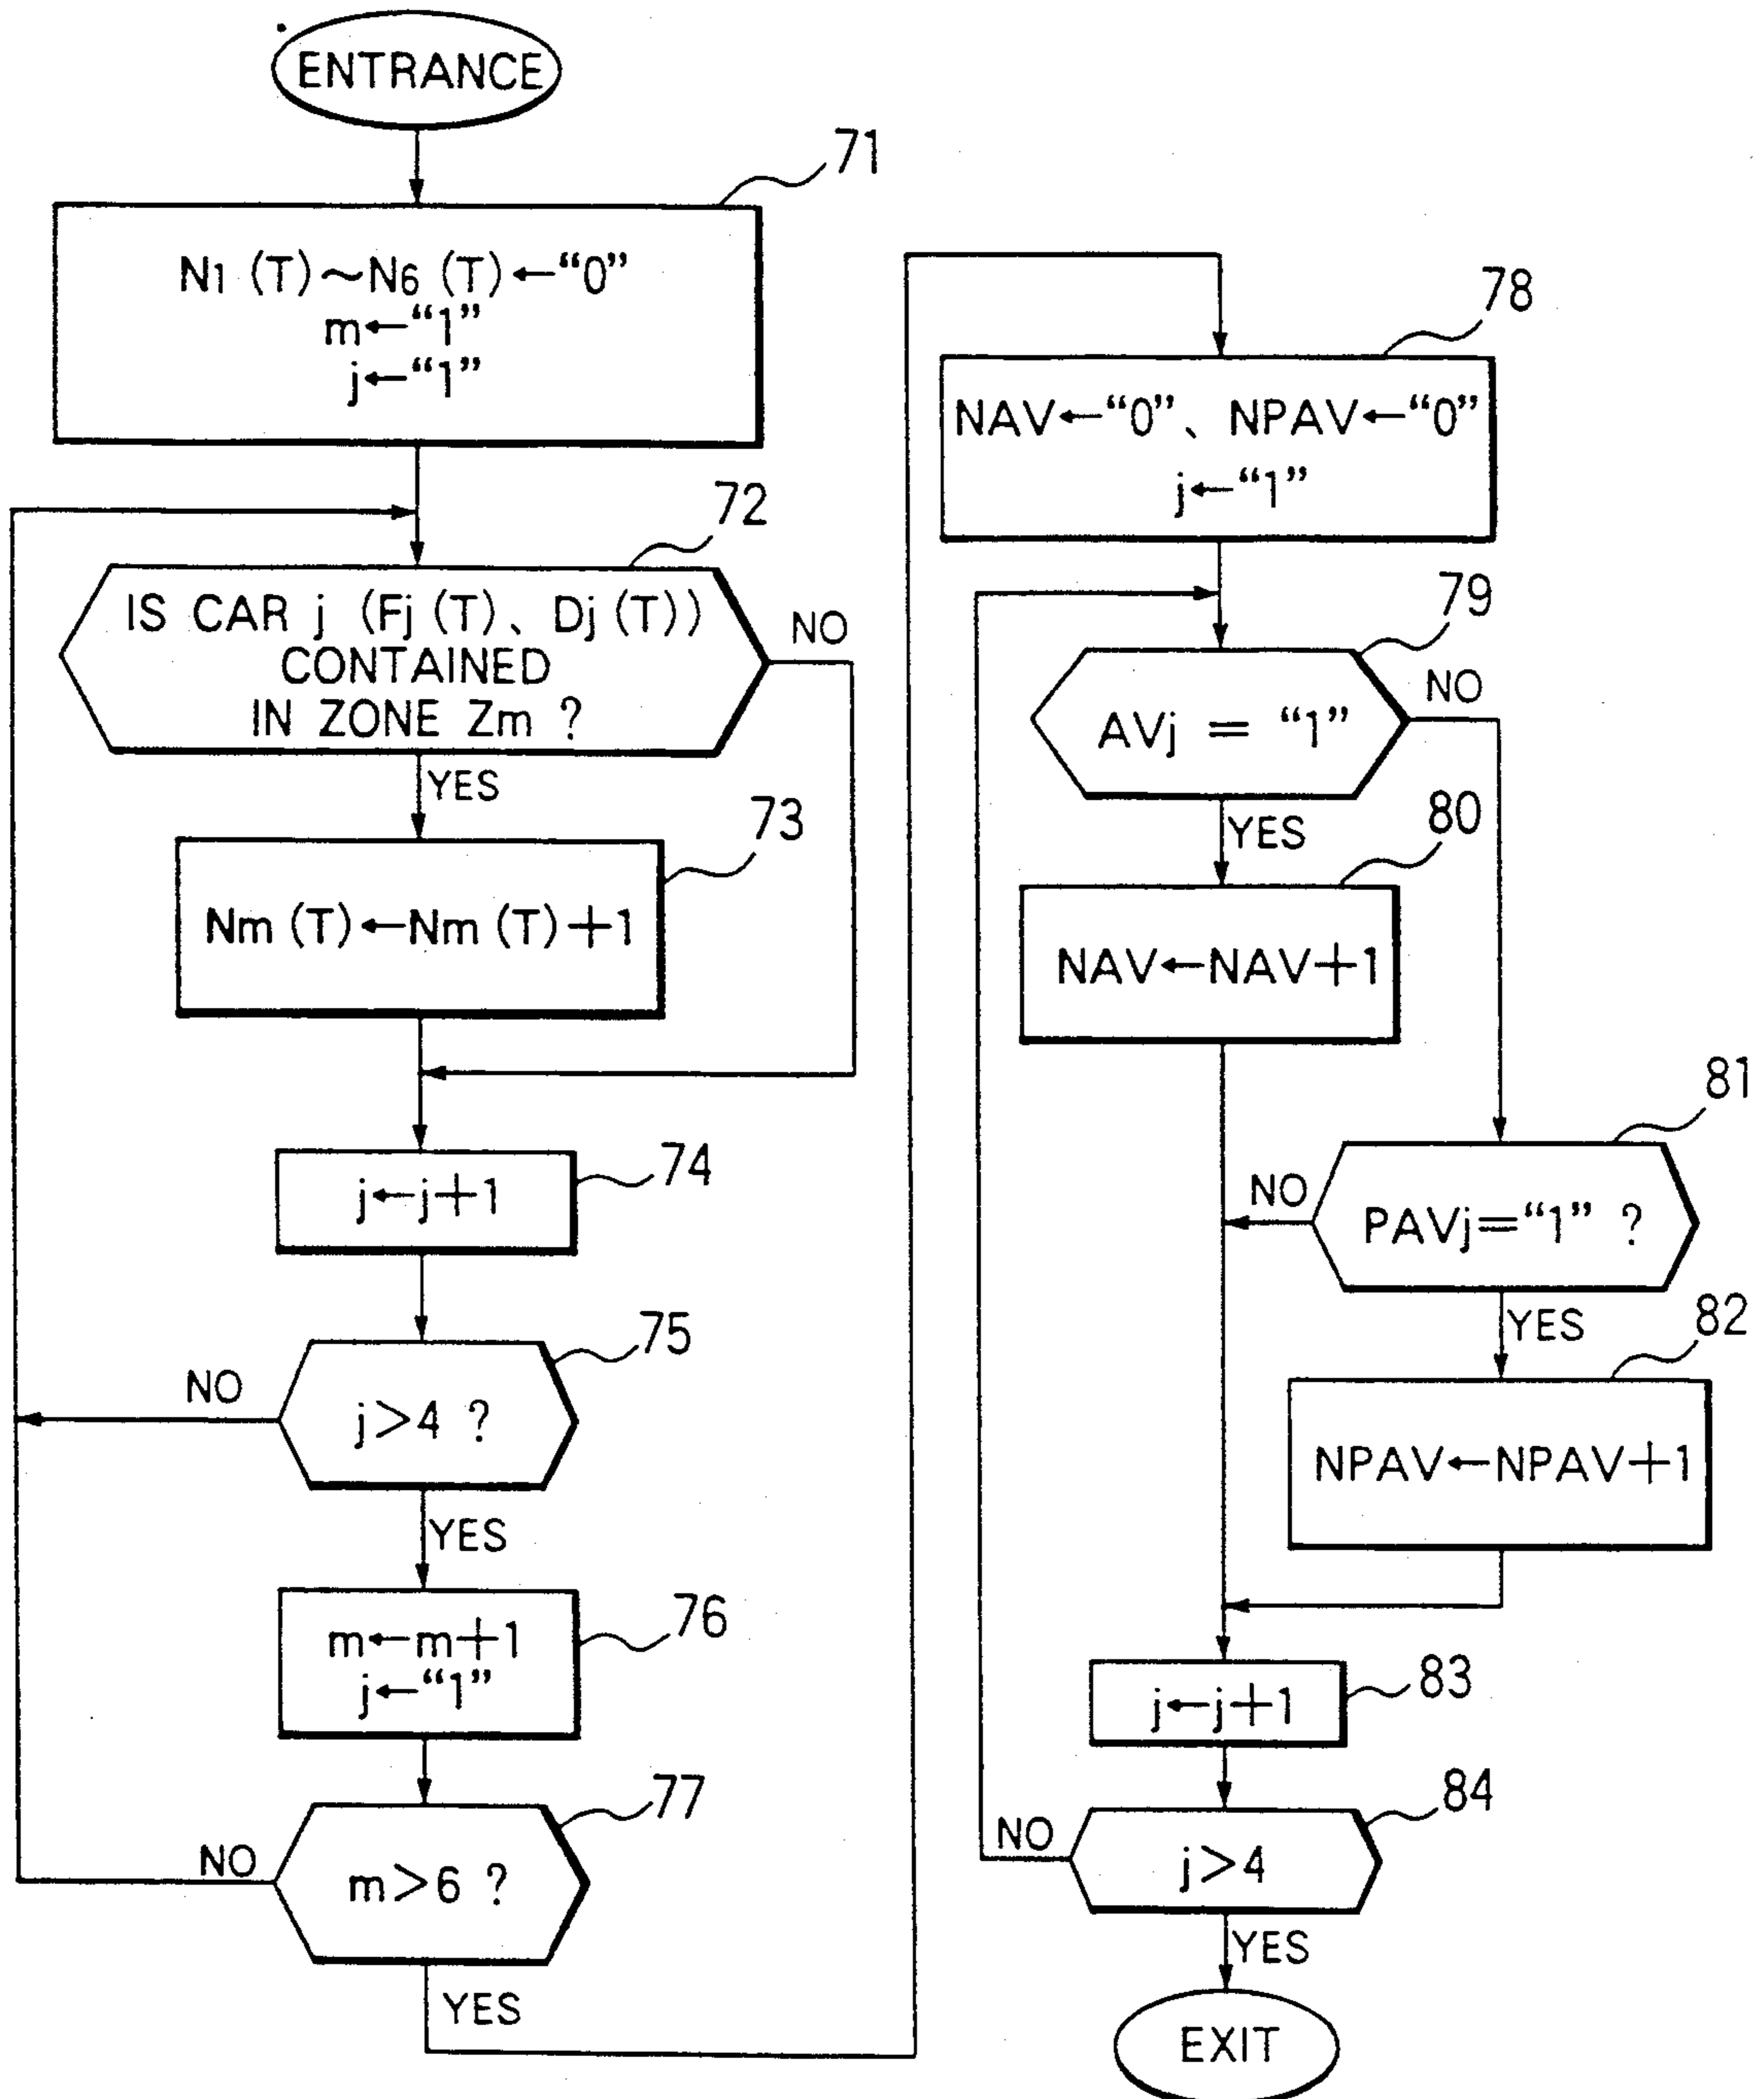 ENTRANCE
71
N1 (T)~N6 (T)←“0”
m←“1”
j←“1”
72
IS CAR j (Fj (T)、Dj (T))
CONTAINED
IN ZONE Zm ?
NO
YES
73
Nm (T)←Nm (T)+1
74
j←j+1
75
NO
j>4 ?
YES
76
m←m+1
j←“1”
77
NO
m>6 ?
YES
78
NAV←“0”、NPAV←“0”
j←“1”
79
NO
AVj = “1”
YES
80
NAV←NAV+1
81
NO
PAVj=“1” ?
YES
82
NPAV←NPAV+1
83
j←j+1
84
NO
j>4
YES
EXIT